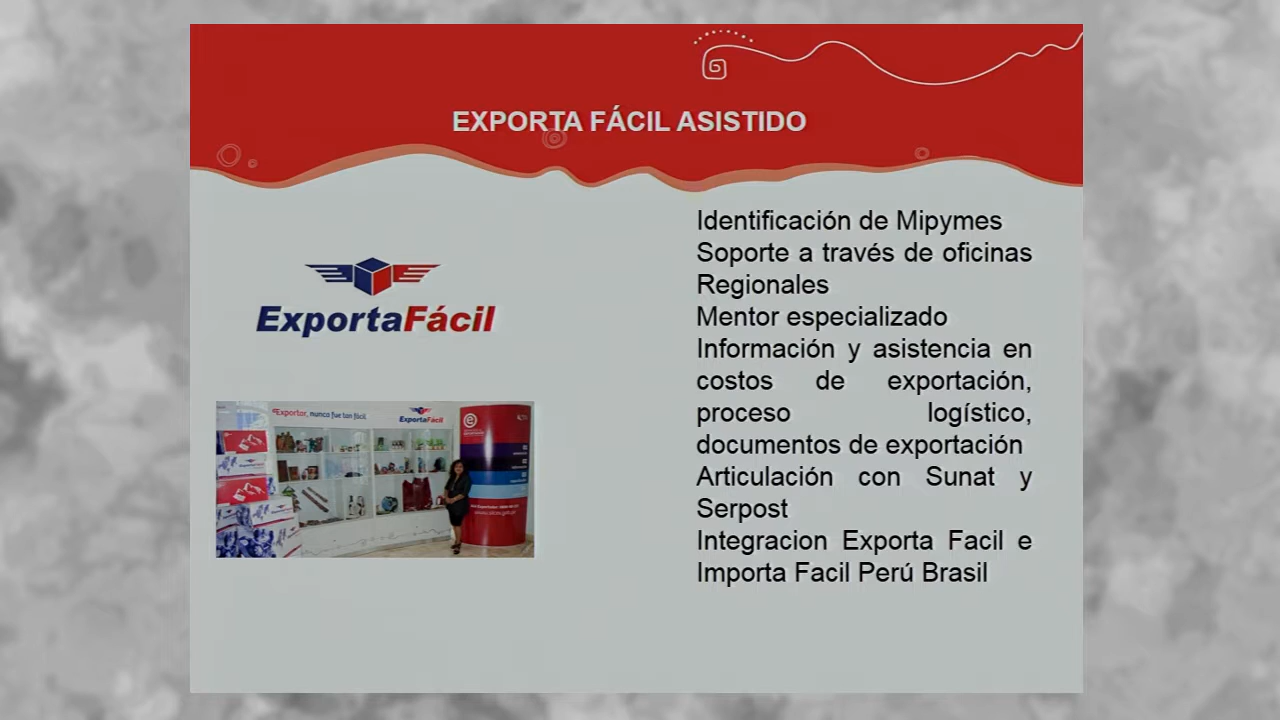 EXPORTA FÁCIL ASISTIDO
ExportaFácil
Exportar, nunca fue tan fácil.
ExportaFácil
Identificación de Mipymes
Soporte a través de oficinas
Regionales
Mentor especializado
Información y asistencia en
costos de exportación,
proceso logístico,
documentos de exportación
Articulación con Sunat y
Serpost
Integracion Exporta Facil e
Importa Facil Perú Brasil